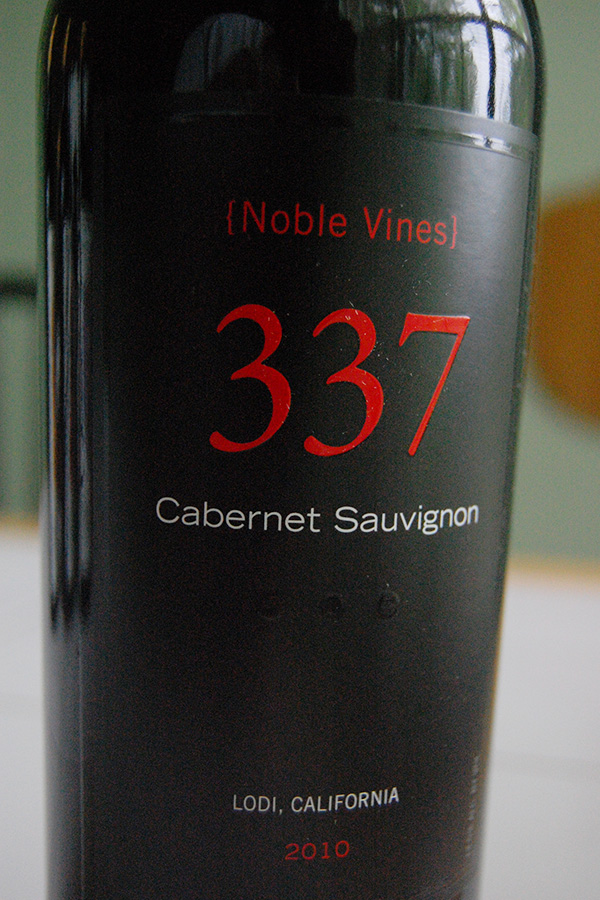 {Noble Vines}
337
Cabernet Sauvignon
LODI, CALIFORNIA
2010